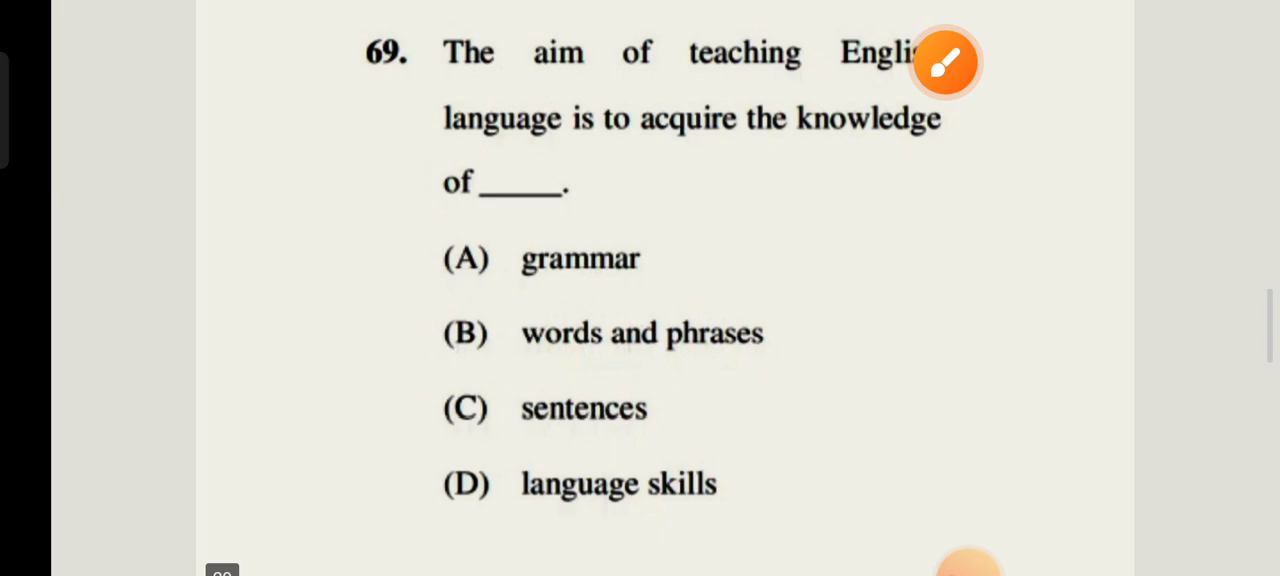 69. The aim of teaching
language is to acquire the knowledge
of _____.
(A) grammar
(B) words and phrases
(C) sentences
(D) language skills